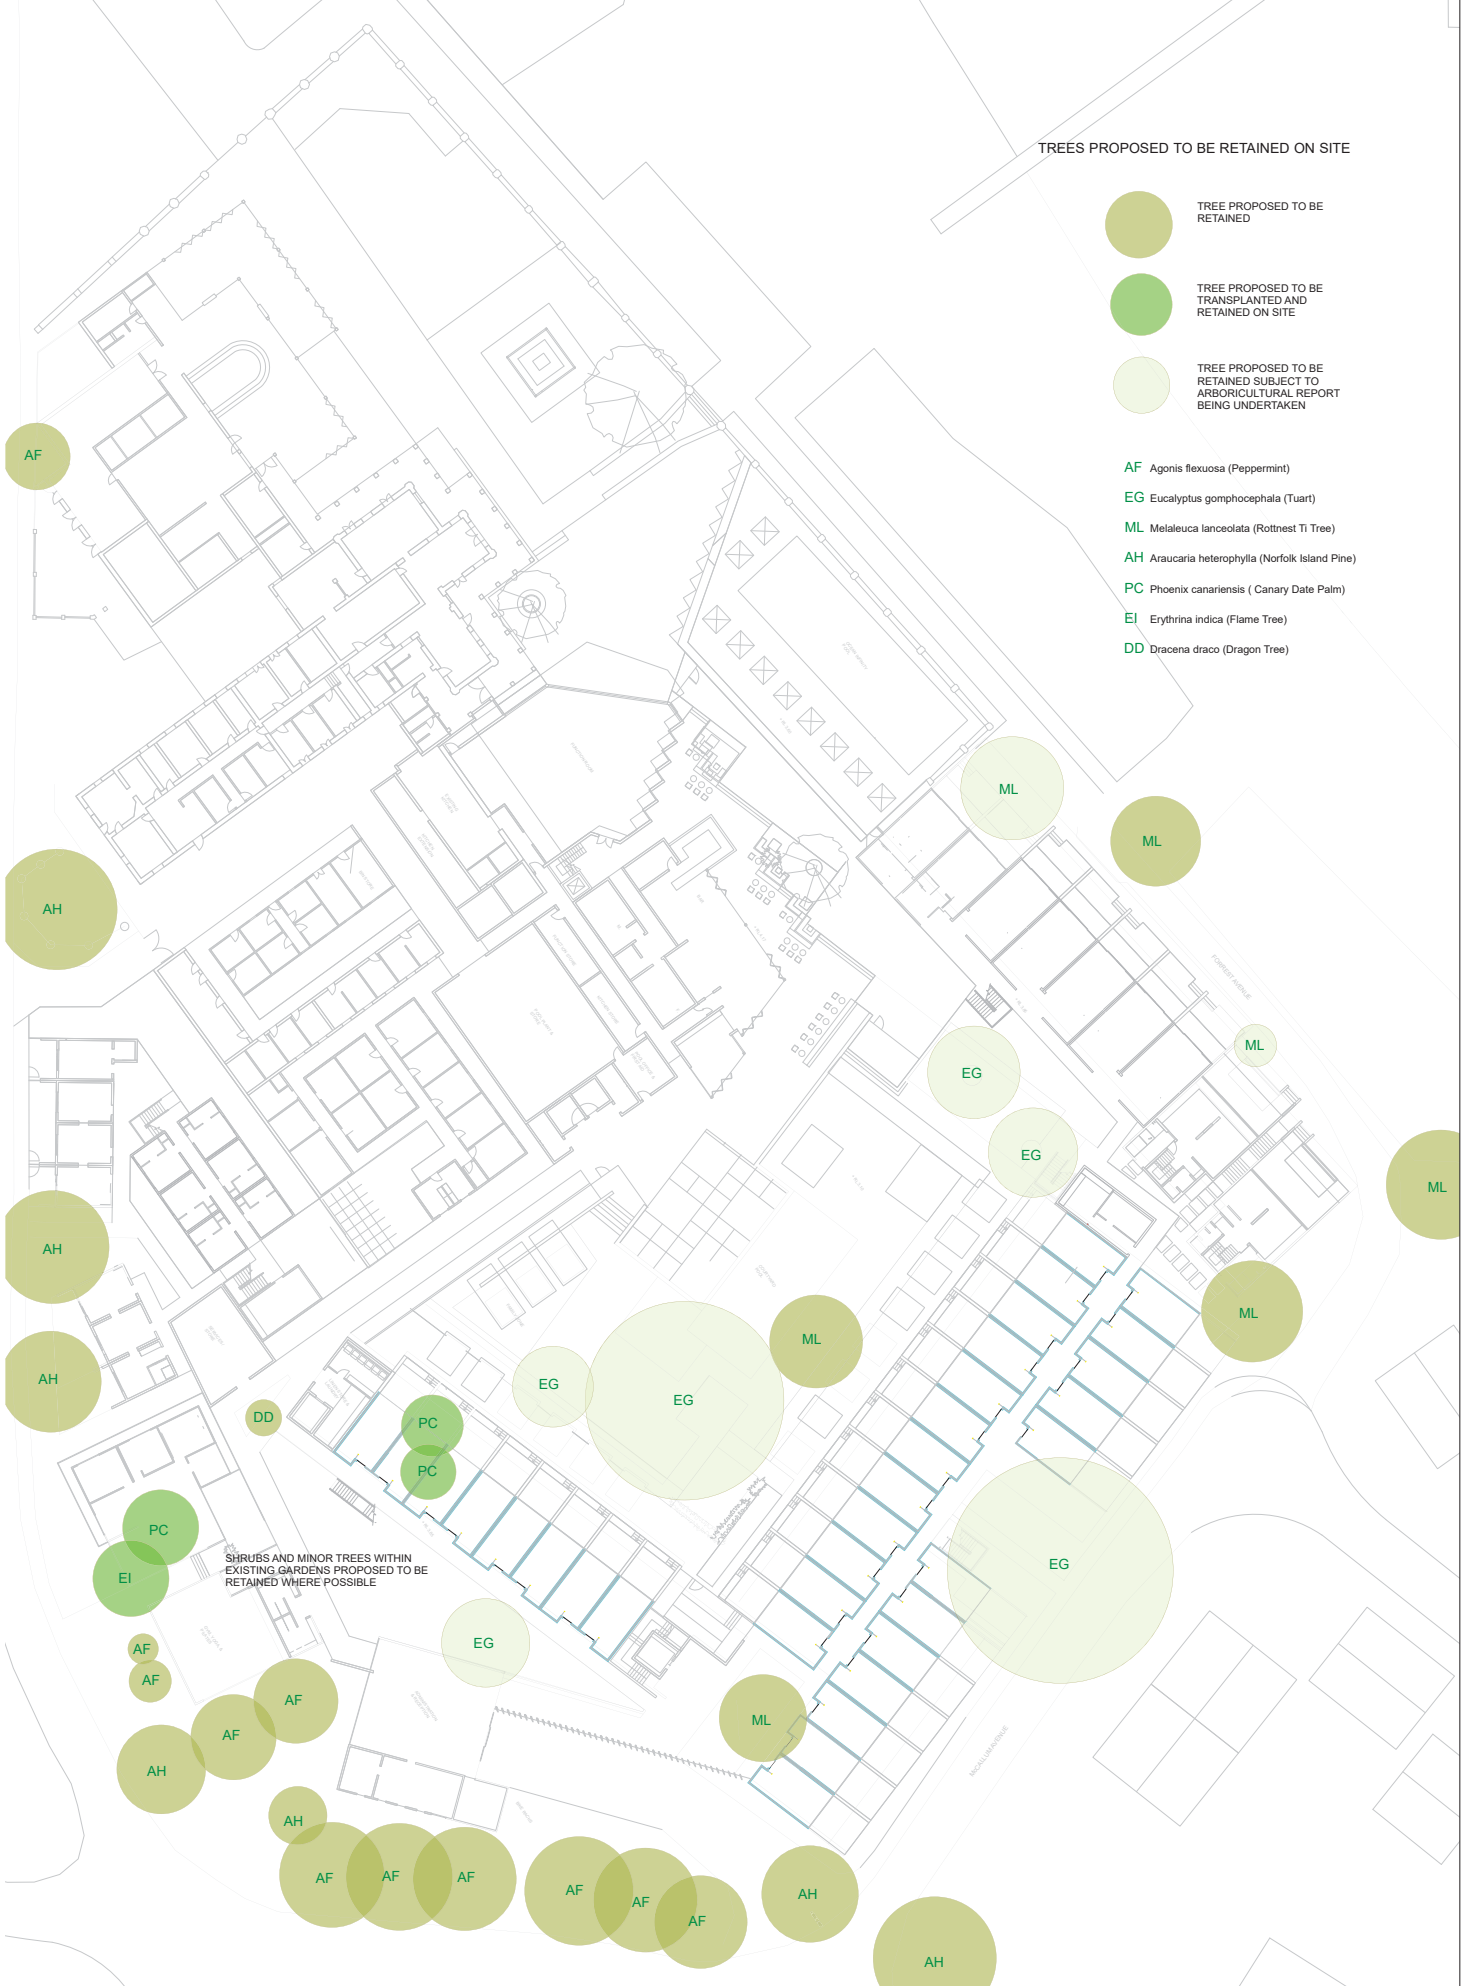 TREES PROPOSED TO BE RETAINED ON SITE
TREE PROPOSED TO BE
RETAINED
TREE PROPOSED TO BE
TRANSPLANTED AND
RETAINED ON SITE
TREE PROPOSED TO BE
RETAINED SUBJECT TO
ARBORICULTURAL REPORT
BEING UNDERTAKEN
AF Agonis flexuosa (Peppermint)
EG Eucalyptus gomphocephala (Tuart)
ML Melaleuca lanceolata (Rottnest Ti Tree)
AH Araucaria heterophylla (Norfolk Island Pine)
PC Phoenix canariensis ( Canary Date Palm)
EI Erythrina indica (Flame Tree)
DD Dracena draco (Dragon Tree)
AF
ML
ML
AH
FORREST AVENUE
ML
EG
EG
ML
AH
ML
ML
AH
EG
EG
DD
PC
PC
PC
EG
EI
SHRUBS AND MINOR TREES WITHIN
EXISTING GARDENS PROPOSED TO BE
RETAINED WHERE POSSIBLE
EG
AF
AF
AF
ML
AF
MCCALLUM AVENUE
AH
AH
AF
AF
AF
AF
AF
AF
AH
AH